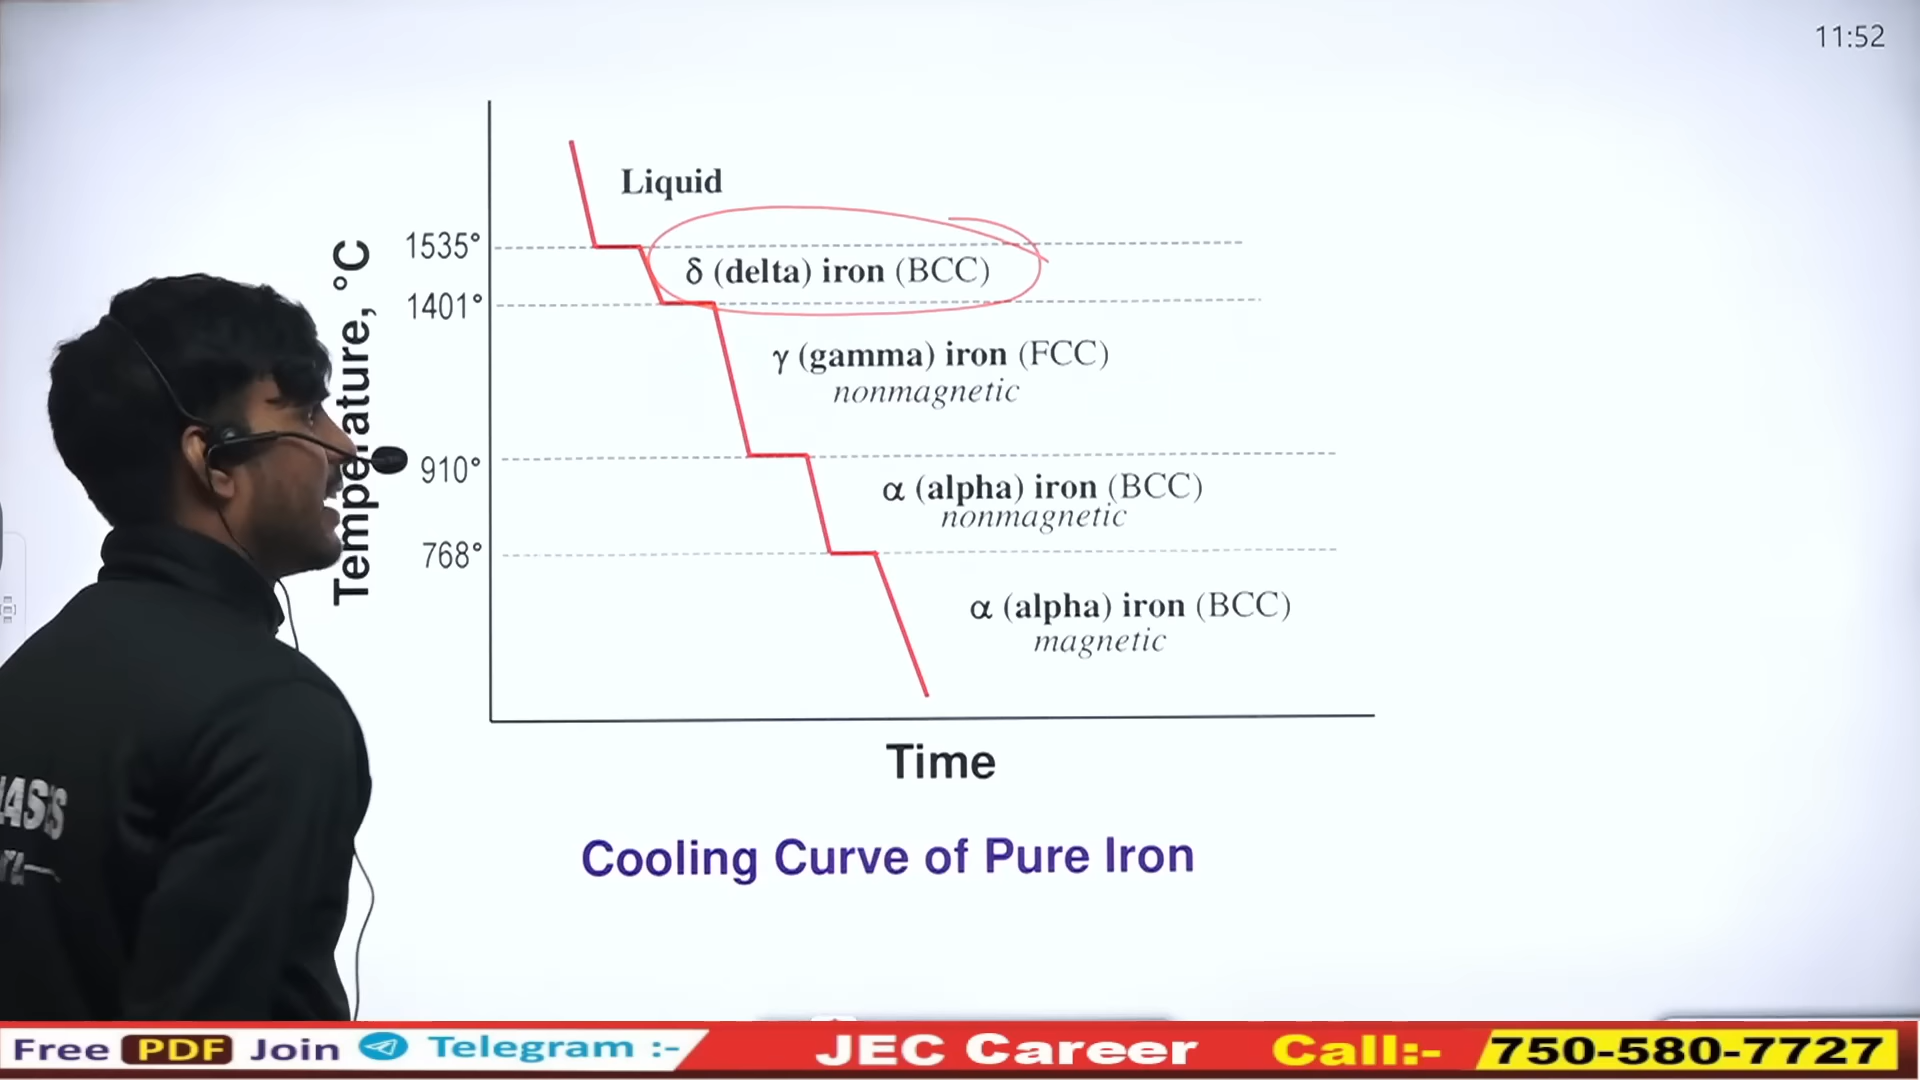 11:52
Liquid
1535°
δ (delta) iron (BCC)
1401°
γ (gamma) iron (FCC)
nonmagnetic
Temperature, °C
910°
α (alpha) iron (BCC)
nonmagnetic
768°
α (alpha) iron (BCC)
magnetic
Time
Cooling Curve of Pure Iron
Free PDF Join Telegram :- JEC Career Call:- 750-580-7727